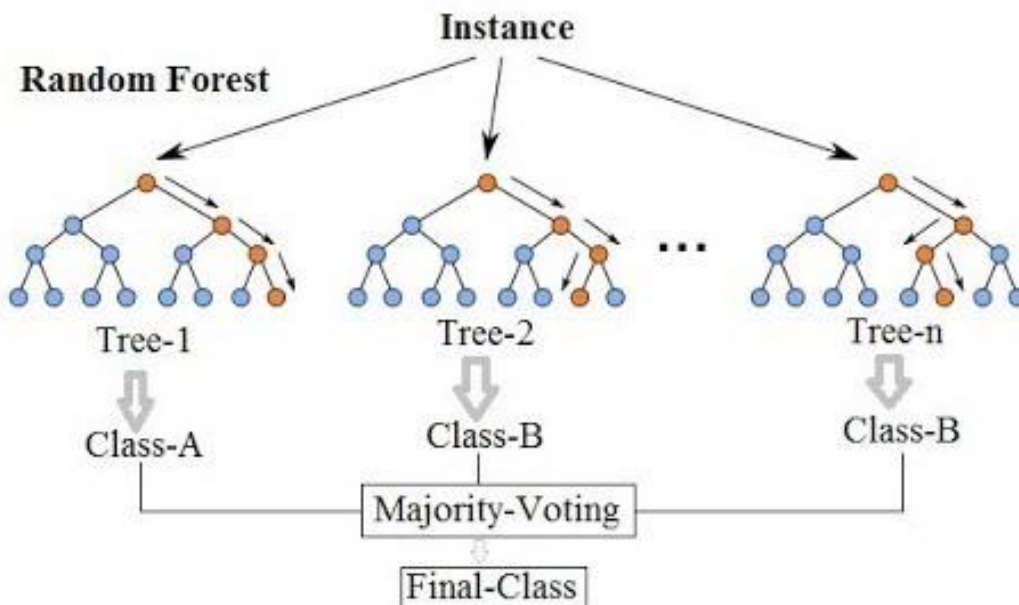 Instance
Random Forest
...
Tree-1
Tree-2
Tree-n
Class-A
Class-B
Class-B
Majority-Voting
Final-Class